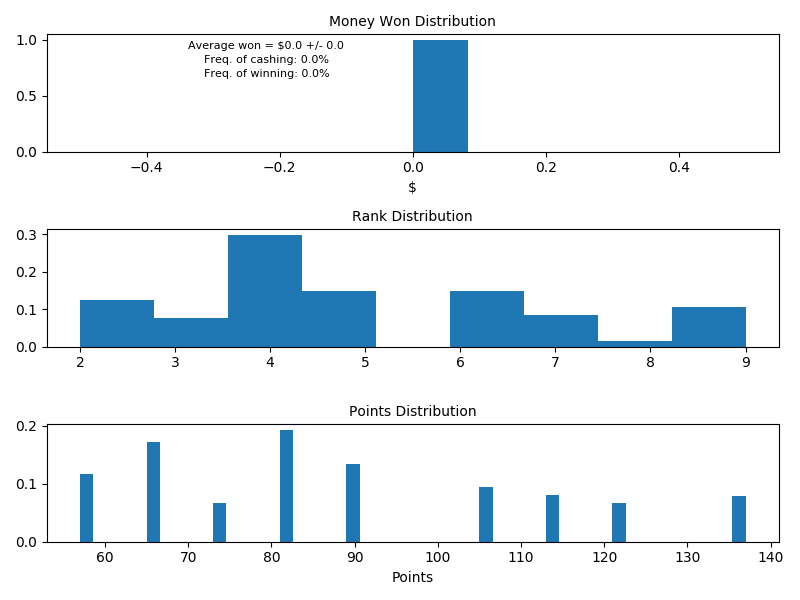 Money Won Distribution
1.0
0.5
0.0
Average won = $0.0 +/- 0.0
Freq. of cashing: 0.0%
Freq. of winning: 0.0%
−0.4 −0.2 0.0 0.2 0.4
$
Rank Distribution
0.3
0.2
0.1
0.0
2 3 4 5 6 7 8 9
Points Distribution
0.2
0.1
0.0
60 70 80 90 100 110 120 130 140
Points